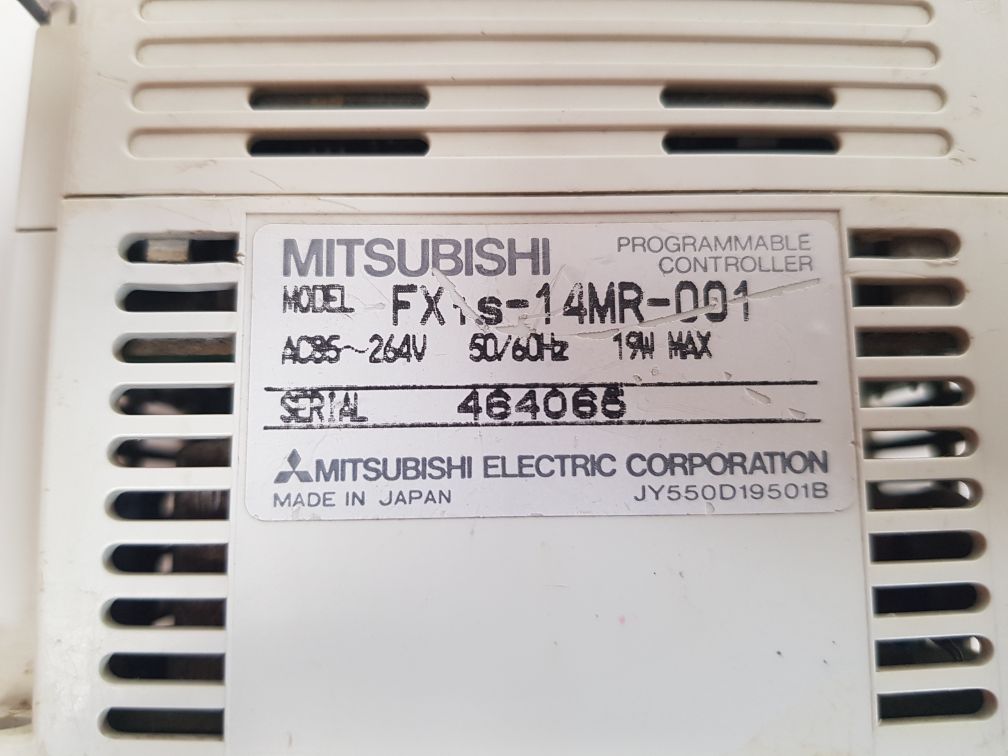 MITSUBISHI
PROGRAMMABLE
CONTROLLER
MODEL FX1s-14MR-001
AC85~264V 50/60Hz 19W MAX
SERIAL 464065
MITSUBISHI ELECTRIC CORPORATION
MADE IN JAPAN JY550D19501B